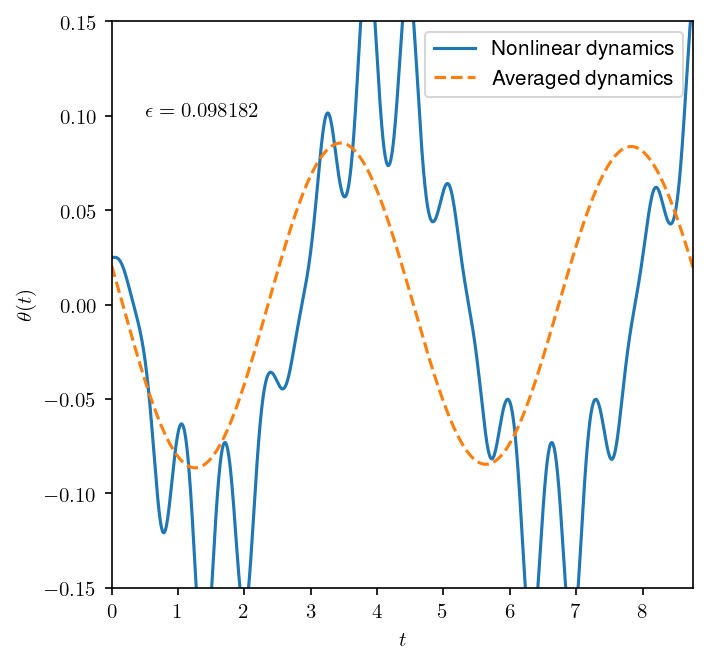 0.15
0.10
0.05
0.00
−0.05
−0.10
−0.15
θ(t)
ϵ = 0.098182
Nonlinear dynamics
Averaged dynamics
0 1 2 3 4 5 6 7 8
t